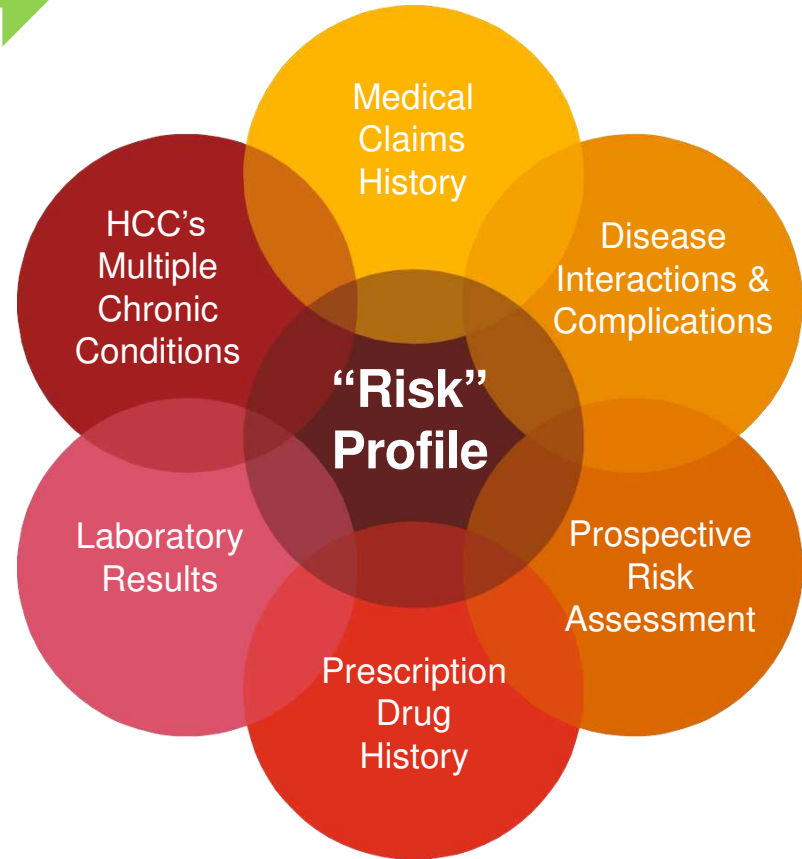 Medical
Claims
History
HCC’s
Multiple
Chronic
Conditions
Disease
Interactions &
Complications
“Risk”
Profile
Laboratory
Results
Prospective
Risk
Assessment
Prescription
Drug
History